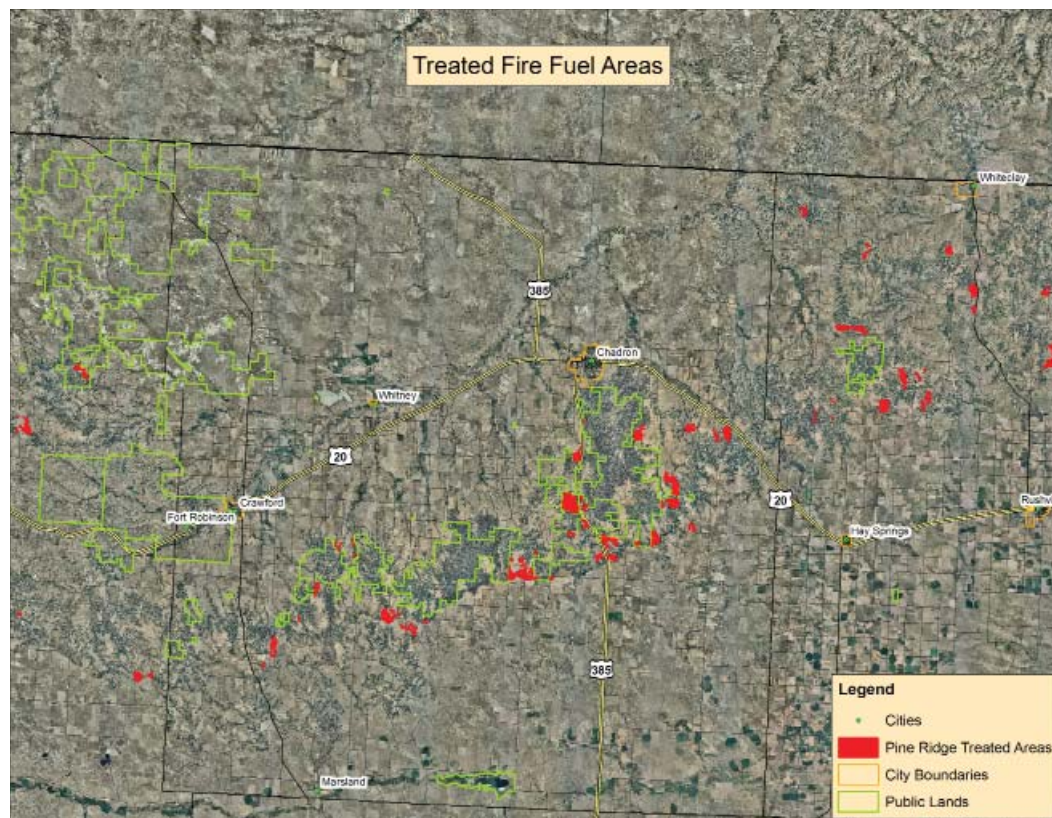 Treated Fire Fuel Areas
Whiteclay
385
Chadron
Whitney
20
Crawford
Fort Robinson
20
Rushv
Hay Springs
385
Marsland
Legend
Cities
Pine Ridge Treated Areas
City Boundaries
Public Lands